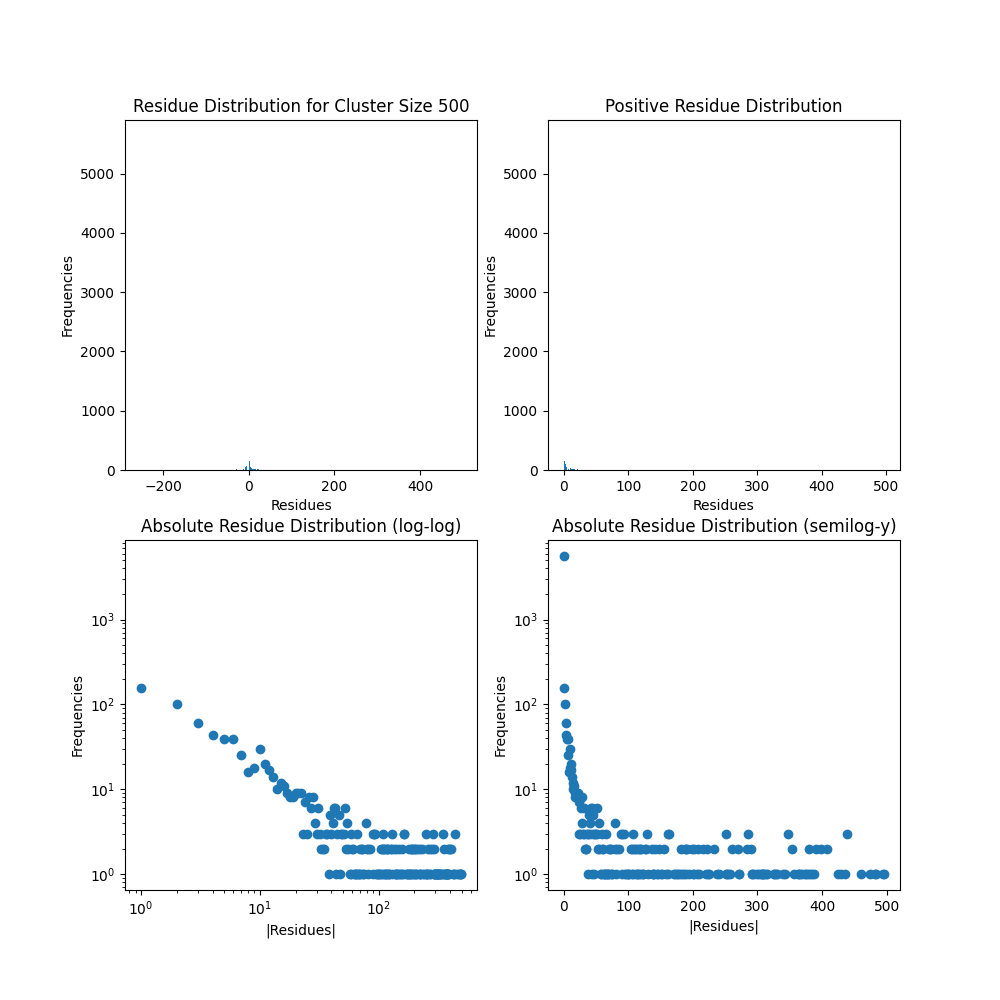 Residue Distribution for Cluster Size 500
5000
4000
3000
2000
1000
0
Frequencies
−200 0 200 400
Residues
Positive Residue Distribution
5000
4000
3000
2000
1000
0
Frequencies
0 100 200 300 400 500
Residues
Absolute Residue Distribution (log-log)
10³
10²
10¹
10⁰
Frequencies
10⁰ 10¹ 10²
|Residues|
Absolute Residue Distribution (semilog-y)
10³
10²
10¹
10⁰
Frequencies
0 100 200 300 400 500
|Residues|